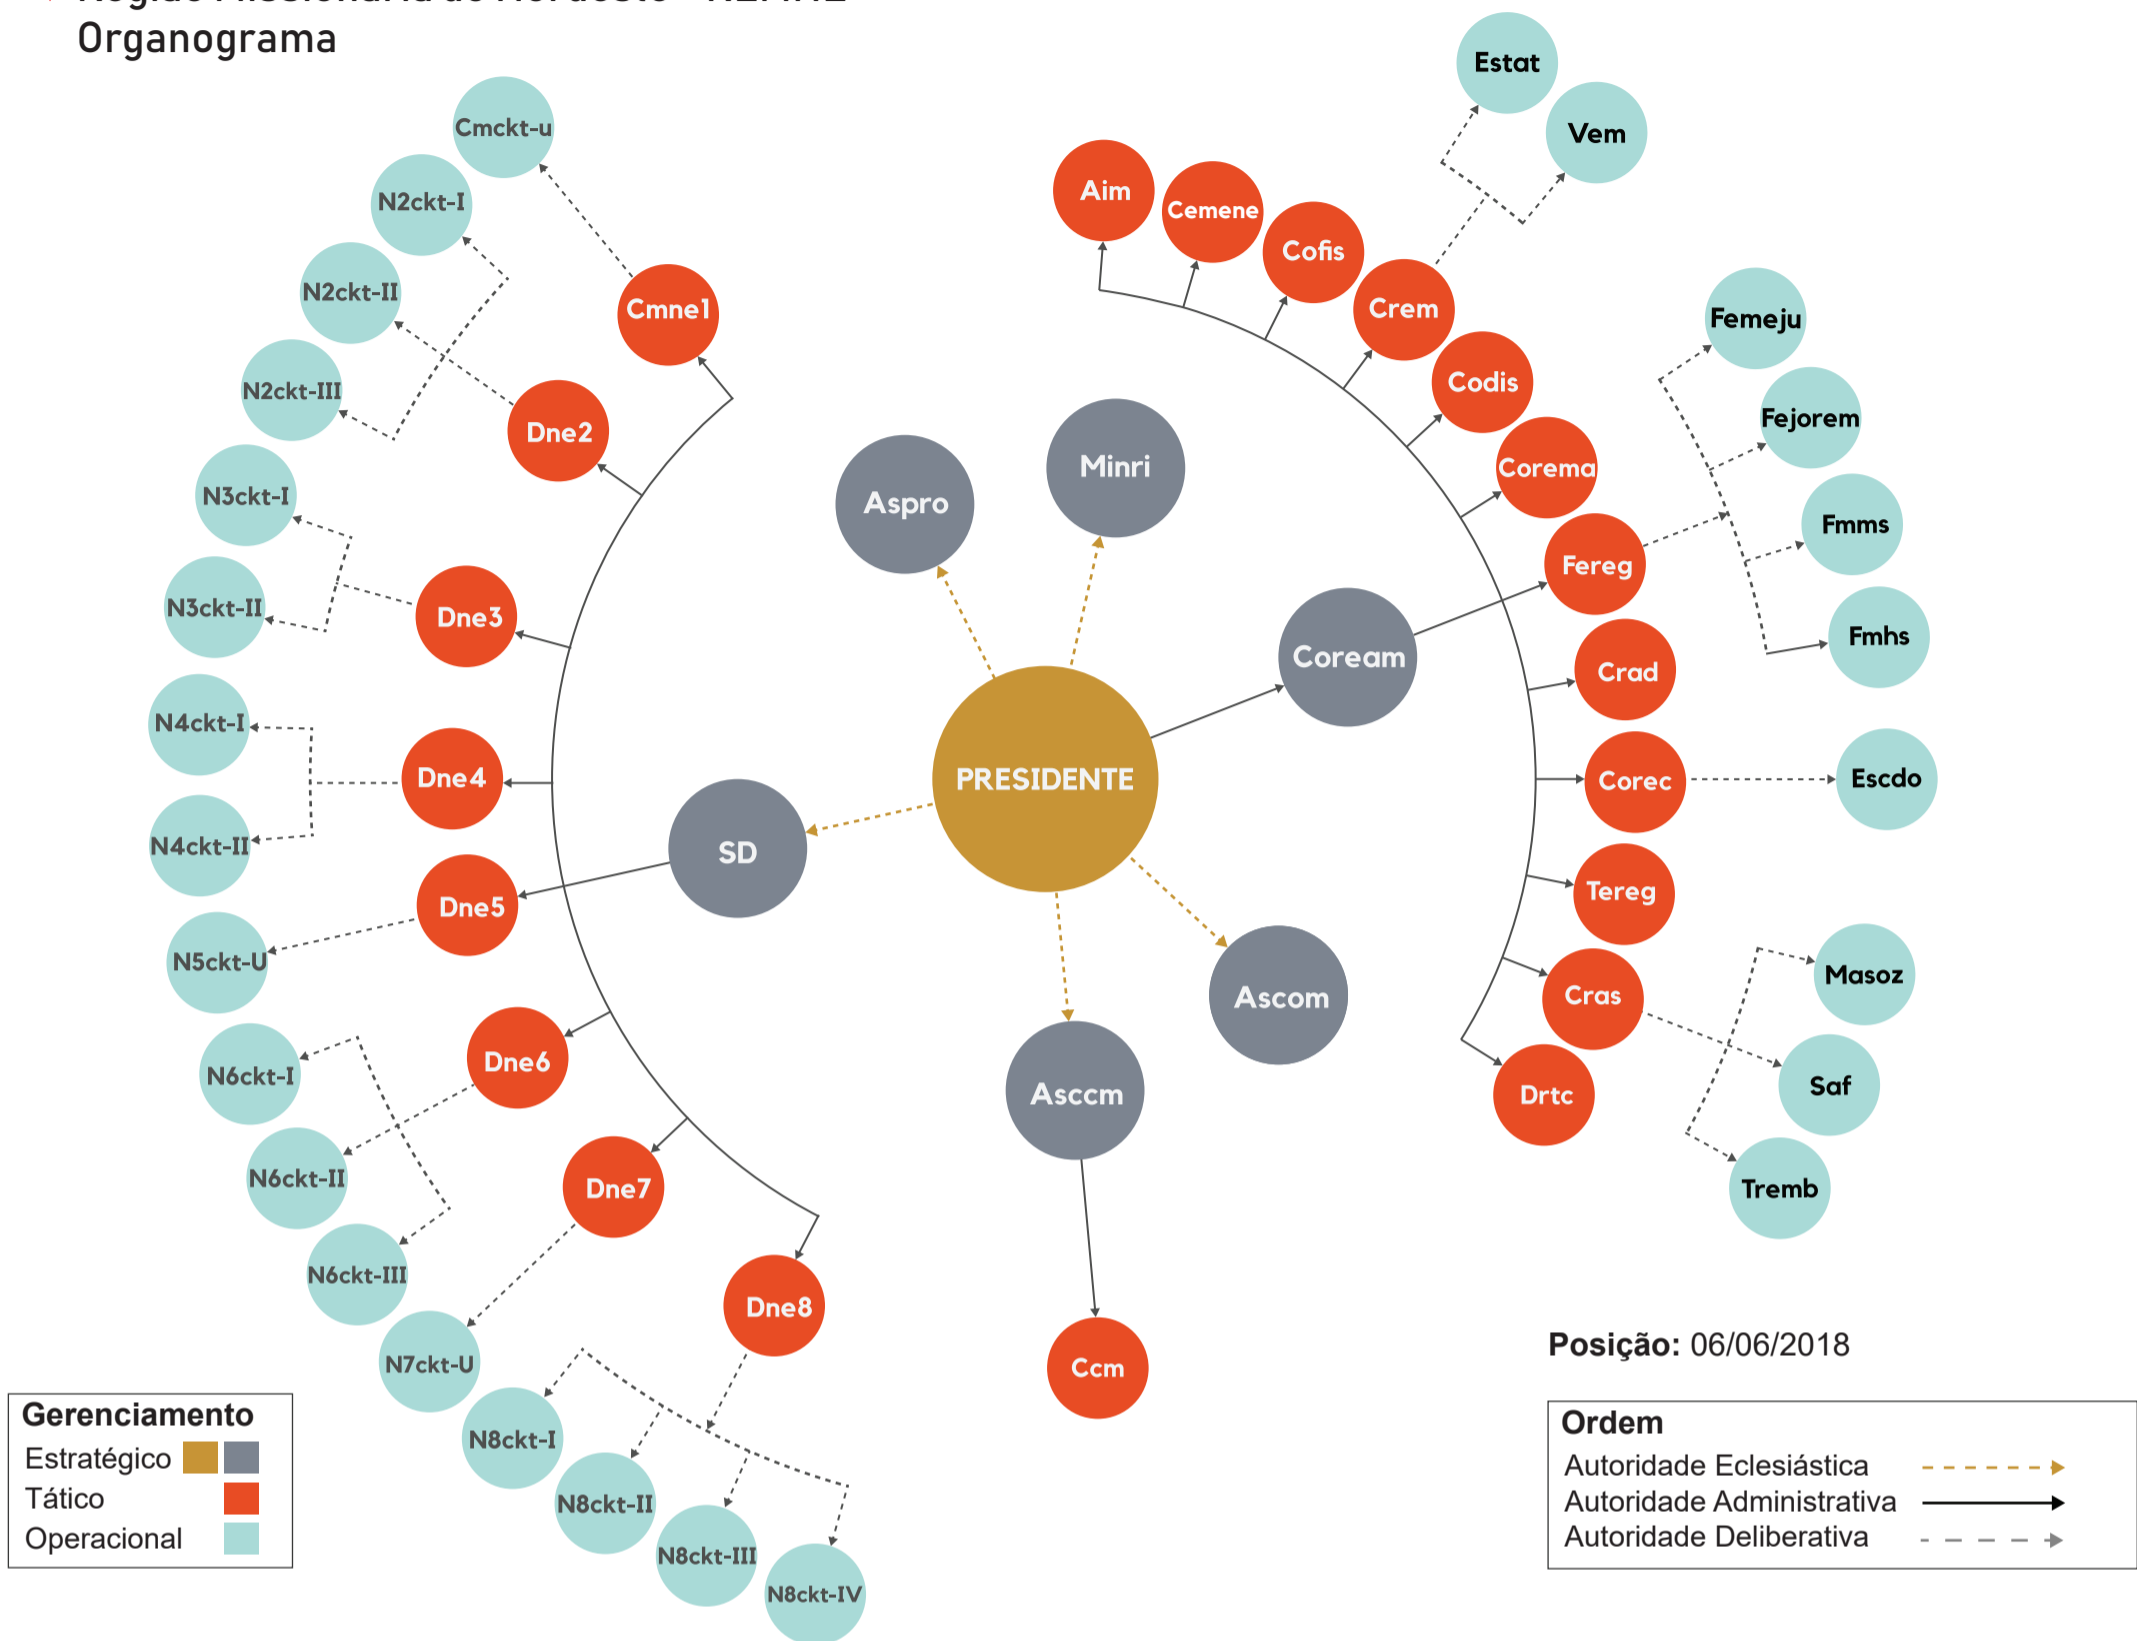 Organograma
Estat
Vem
Cmckt-u
N2ckt-I
N2ckt-II
N2ckt-III
N3ckt-I
N3ckt-II
N4ckt-I
N4ckt-II
N5ckt-U
N6ckt-I
N6ckt-II
N6ckt-III
N7ckt-U
N8ckt-I
N8ckt-II
N8ckt-III
N8ckt-IV
Cmne1
Dne2
Dne3
Dne4
Dne5
Dne6
Dne7
Dne8
SD
Aspro
Minri
PRESIDENTE
Coream
Ascom
Asccm
Ccm
Aim
Cemene
Cofis
Crem
Codis
Corema
Fereg
Crad
Corec
Tereg
Cras
Drtc
Femeju
Fejorem
Fmms
Fmhs
Escdo
Masoz
Saf
Tremb
Gerenciamento
Estratégico
Tático
Operacional
Posição: 06/06/2018
Ordem
Autoridade Eclesiástica
Autoridade Administrativa
Autoridade Deliberativa